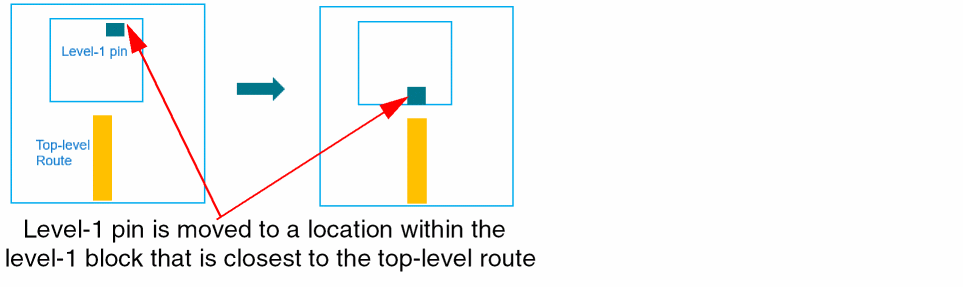 Level-1 pin
Top-level
Route
Level-1 pin is moved to a location within the
level-1 block that is closest to the top-level route